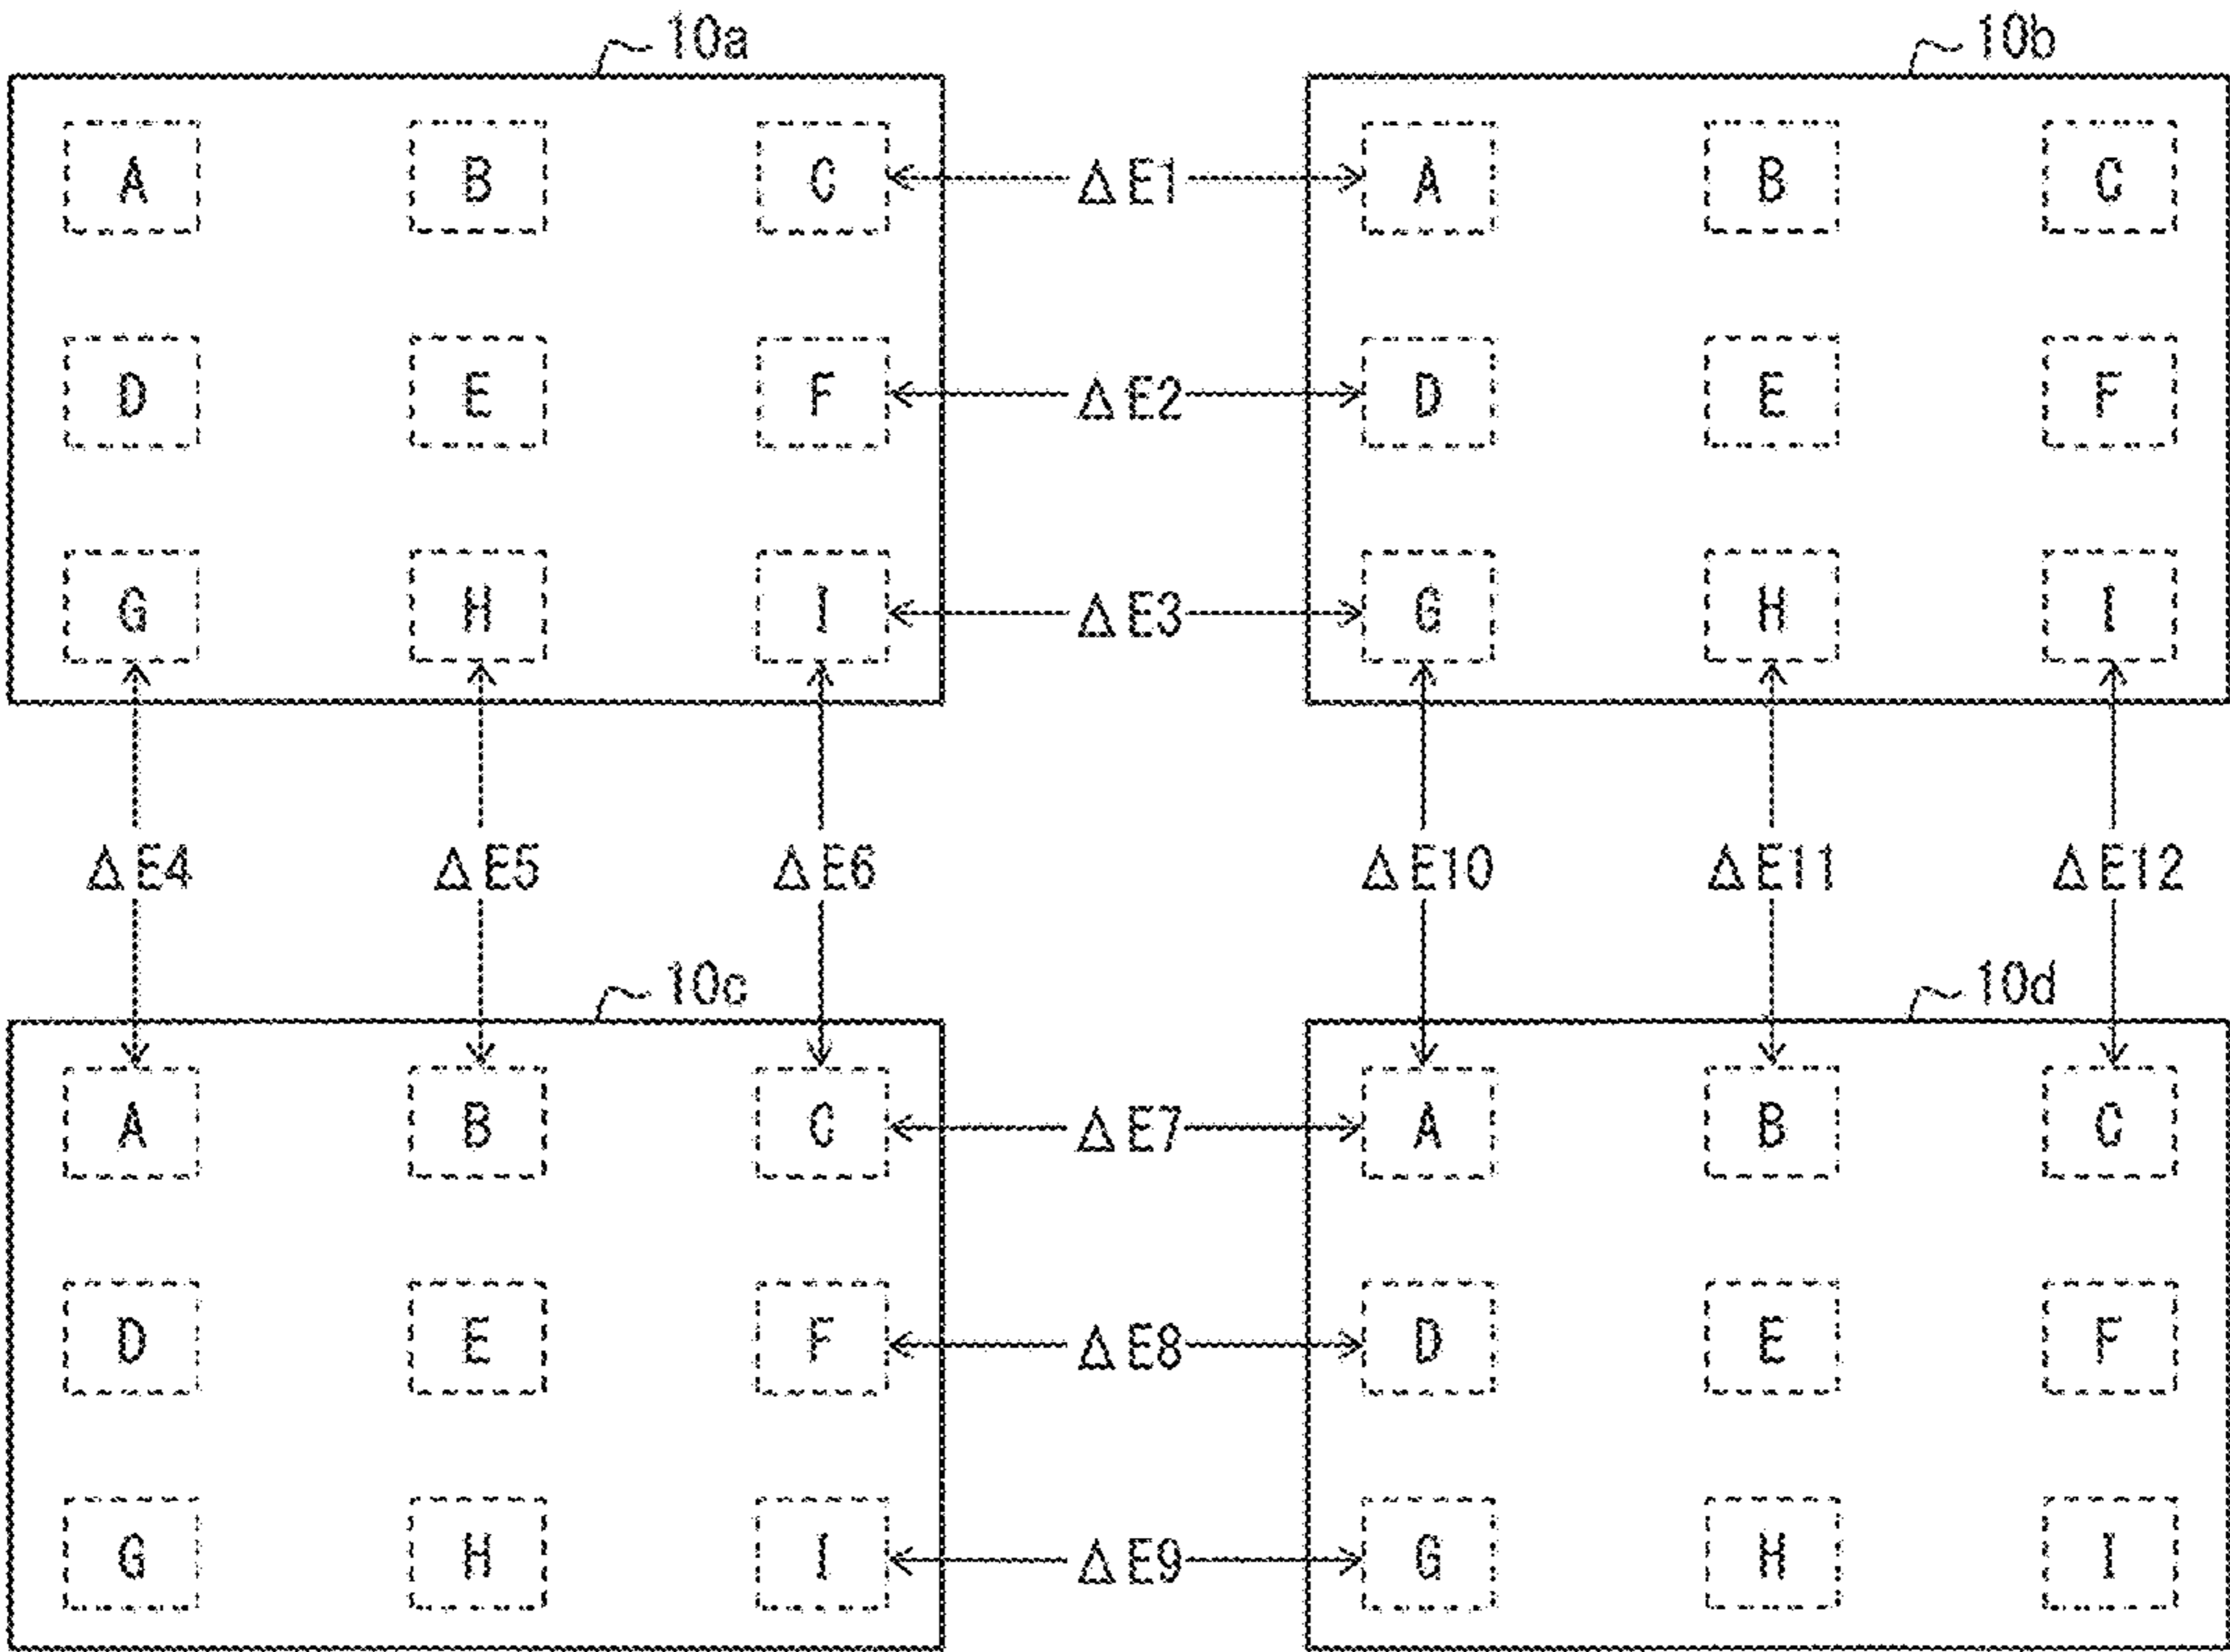 10a 10b
A B C ΔE1 A B C
D E F ΔE2 D E F
G H I ΔE3 G H I
ΔE4 ΔE5 ΔE6 ΔE10 ΔE11 ΔE12
10c 10d
A B C ΔE7 A B C
D E F ΔE8 D E F
G H I ΔE9 G H I